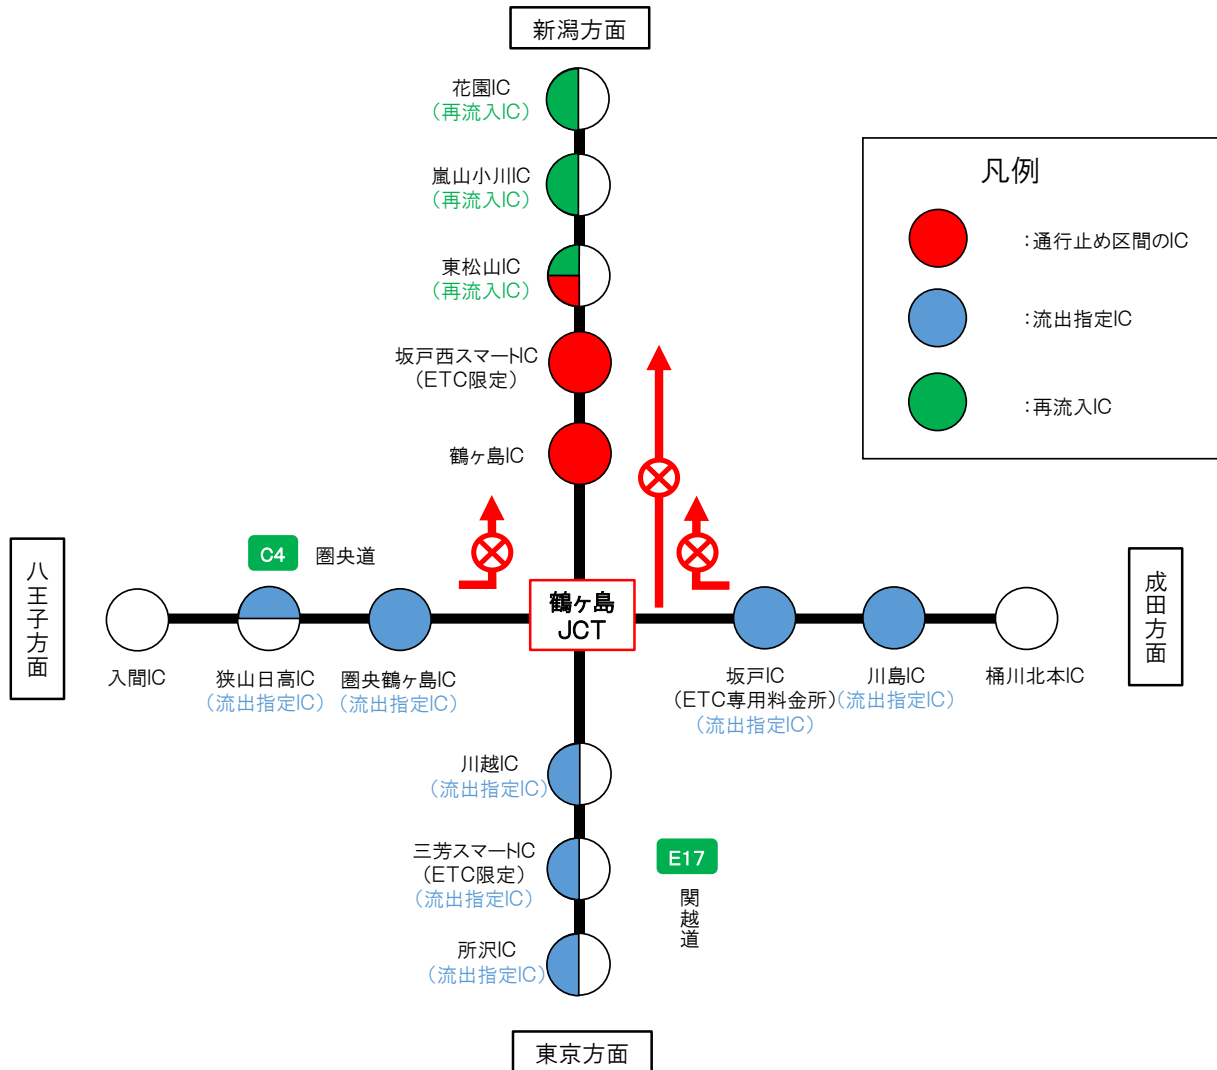 新潟方面
花園IC
(再流入IC)
嵐山小川IC
(再流入IC)
東松山IC
(再流入IC)
坂戸西スマートIC
(ETC限定)
鶴ヶ島IC
凡例
:通行止め区間のIC
:流出指定IC
:再流入IC
八王子方面
C4 圏央道
鶴ヶ島
JCT
成田方面
入間IC
狭山日高IC
(流出指定IC)
圏央鶴ヶ島IC
(流出指定IC)
坂戸IC
(ETC専用料金所)
(流出指定IC)
川島IC
(流出指定IC)
桶川北本IC
川越IC
(流出指定IC)
三芳スマートIC
(ETC限定)
(流出指定IC)
E17
関越道
所沢IC
(流出指定IC)
東京方面